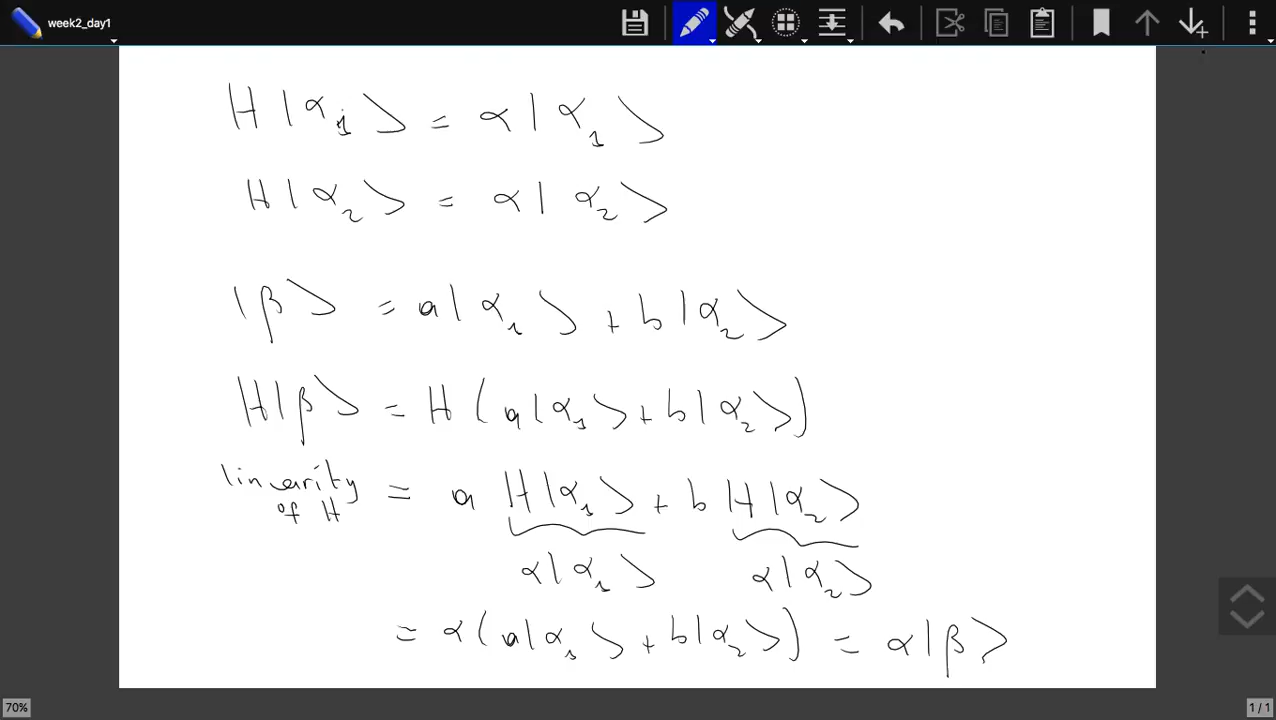 week2_day1
H|α₁> = α|α₁>
H|α₂> = α|α₂>
|β> = a|α₁> + b|α₂>
H|β> = H(a|α₁> + b|α₂>)
linearity of H = a H|α₁> + b H|α₂>
α|α₁> α|α₂>
= α(a|α₁> + b|α₂>) = α|β>
70%
1 / 1